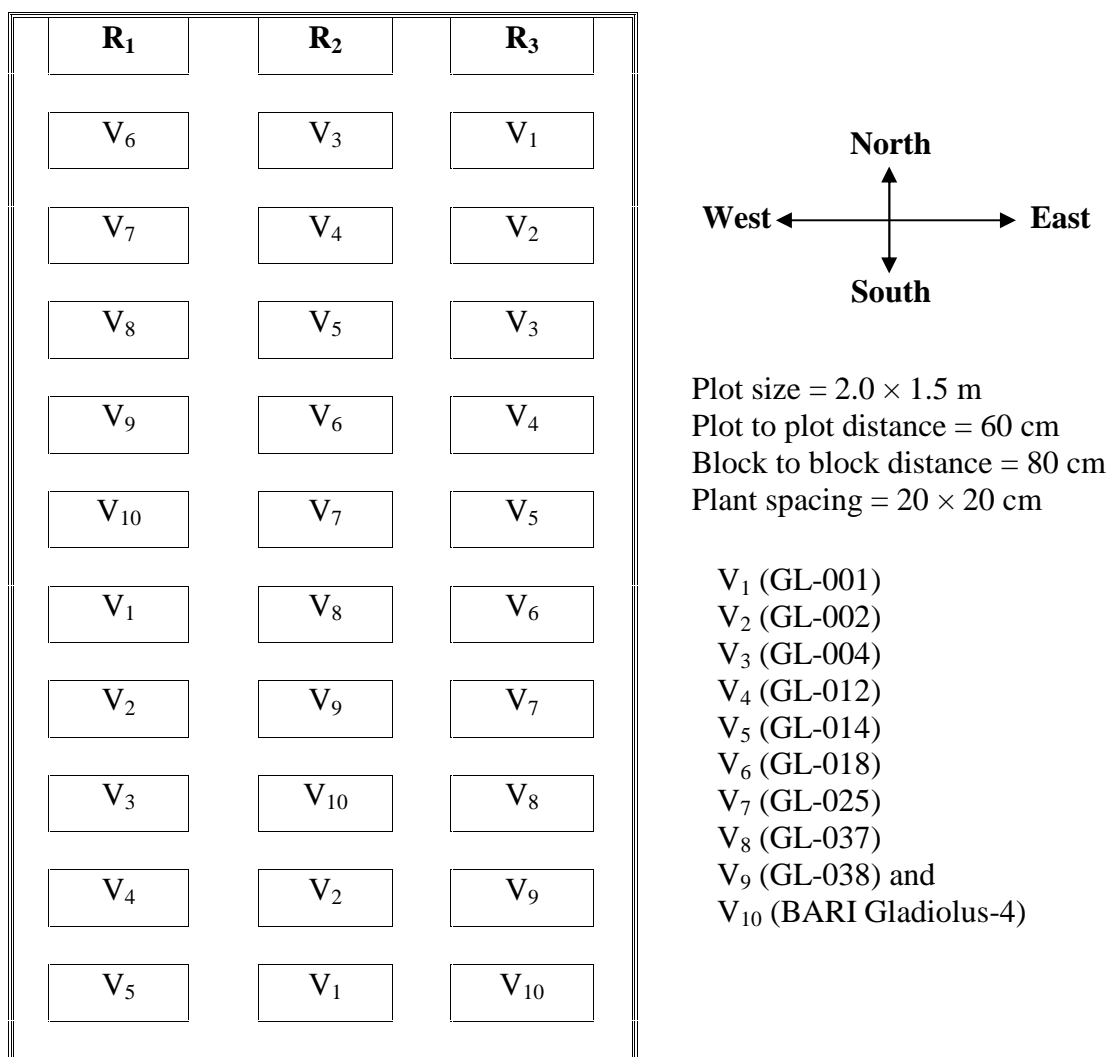 R₁ R₂ R₃
V₆ V₃ V₁
V₇ V₄ V₂
V₈ V₅ V₃
V₉ V₆ V₄
V₁₀ V₇ V₅
V₁ V₈ V₆
V₂ V₉ V₇
V₃ V₁₀ V₈
V₄ V₂ V₉
V₅ V₁ V₁₀
North
West East
South
Plot size = 2.0 × 1.5 m
Plot to plot distance = 60 cm
Block to block distance = 80 cm
Plant spacing = 20 × 20 cm
V₁ (GL-001)
V₂ (GL-002)
V₃ (GL-004)
V₄ (GL-012)
V₅ (GL-014)
V₆ (GL-018)
V₇ (GL-025)
V₈ (GL-037)
V₉ (GL-038) and
V₁₀ (BARI Gladiolus-4)